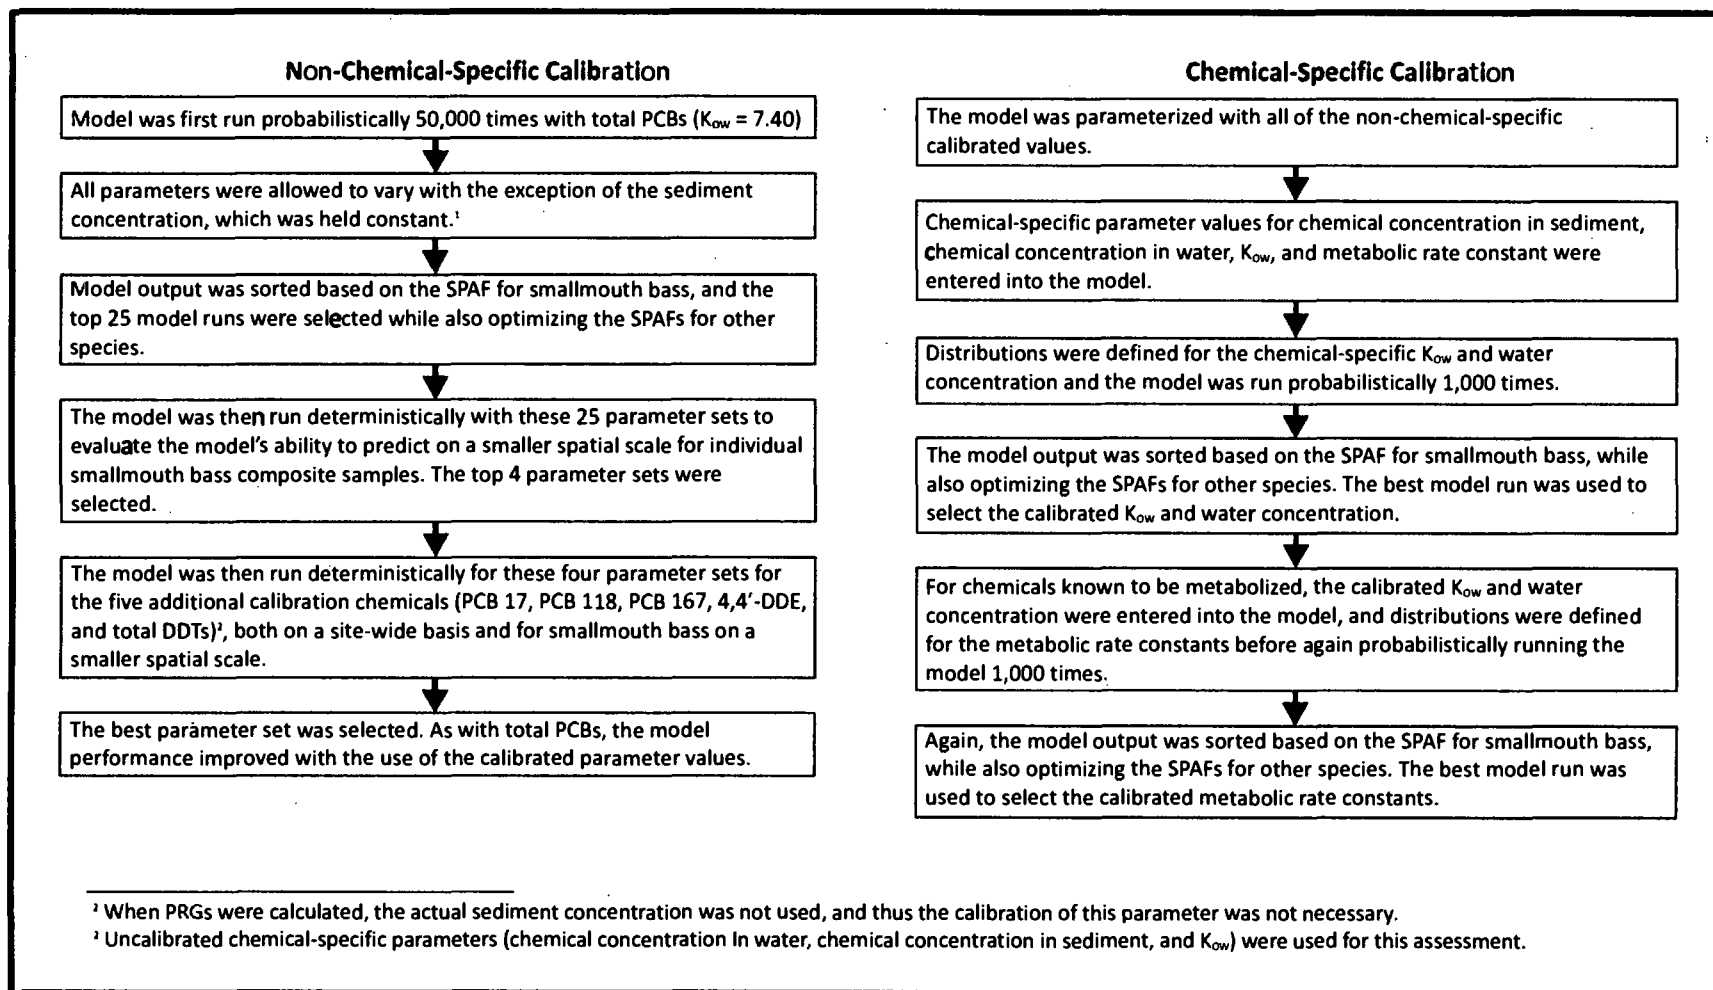 Non-Chemical-Specific Calibration
Model was first run probabilistically 50,000 times with total PCBs (Kow = 7.40)
All parameters were allowed to vary with the exception of the sediment
concentration, which was held constant.¹
Model output was sorted based on the SPAF for smallmouth bass, and the
top 25 model runs were selected while also optimizing the SPAFs for other
species.
The model was then run deterministically with these 25 parameter sets to
evaluate the model's ability to predict on a smaller spatial scale for individual
smallmouth bass composite samples. The top 4 parameter sets were
selected.
The model was then run deterministically for these four parameter sets for
the five additional calibration chemicals (PCB 17, PCB 118, PCB 167, 4,4'-DDE,
and total DDTs)², both on a site-wide basis and for smallmouth bass on a
smaller spatial scale.
The best parameter set was selected. As with total PCBs, the model
performance improved with the use of the calibrated parameter values.
Chemical-Specific Calibration
The model was parameterized with all of the non-chemical-specific
calibrated values.
Chemical-specific parameter values for chemical concentration in sediment,
chemical concentration in water, Kow, and metabolic rate constant were
entered into the model.
Distributions were defined for the chemical-specific Kow and water
concentration and the model was run probabilistically 1,000 times.
The model output was sorted based on the SPAF for smallmouth bass, while
also optimizing the SPAFs for other species. The best model run was used to
select the calibrated Kow and water concentration.
For chemicals known to be metabolized, the calibrated Kow and water
concentration were entered into the model, and distributions were defined
for the metabolic rate constants before again probabilistically running the
model 1,000 times.
Again, the model output was sorted based on the SPAF for smallmouth bass,
while also optimizing the SPAFs for other species. The best model run was
used to select the calibrated metabolic rate constants.
¹ When PRGs were calculated, the actual sediment concentration was not used, and thus the calibration of this parameter was not necessary.
² Uncalibrated chemical-specific parameters (chemical concentration In water, chemical concentration in sediment, and Kow) were used for this assessment.